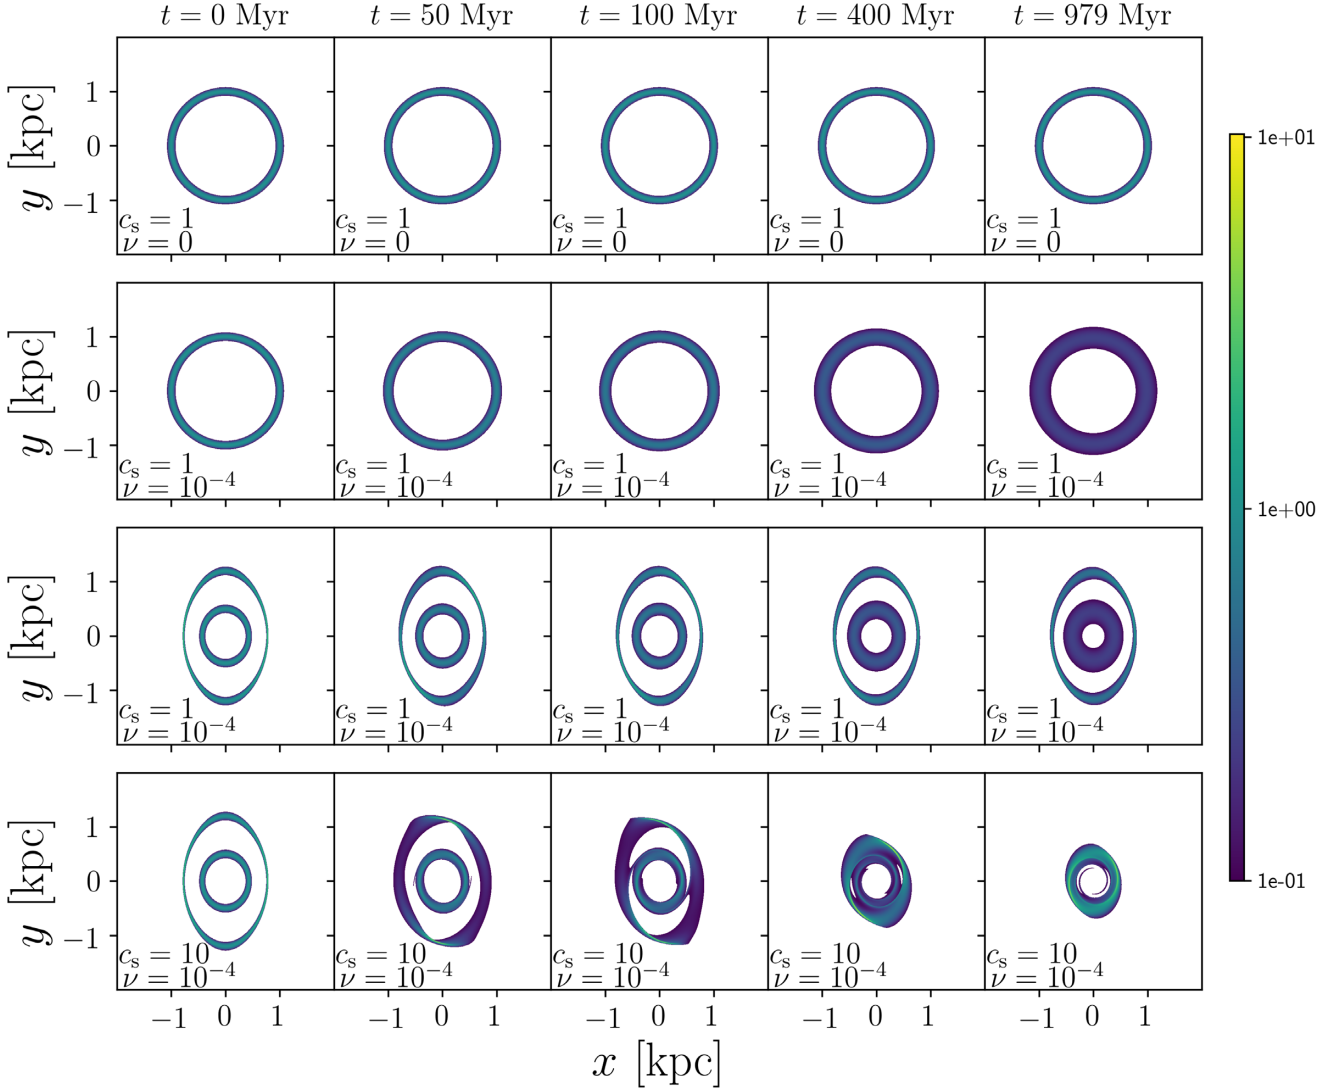 t = 0 Myr t = 50 Myr t = 100 Myr t = 400 Myr t = 979 Myr
y [kpc]
1
0
−1
c_s = 1 c_s = 1 c_s = 1 c_s = 1 c_s = 1
ν = 0 ν = 0 ν = 0 ν = 0 ν = 0
y [kpc]
1
0
−1
c_s = 1 c_s = 1 c_s = 1 c_s = 1 c_s = 1
ν = 10⁻⁴ ν = 10⁻⁴ ν = 10⁻⁴ ν = 10⁻⁴ ν = 10⁻⁴
y [kpc]
1
0
−1
c_s = 1 c_s = 1 c_s = 1 c_s = 1 c_s = 1
ν = 10⁻⁴ ν = 10⁻⁴ ν = 10⁻⁴ ν = 10⁻⁴ ν = 10⁻⁴
y [kpc]
1
0
−1
c_s = 10 c_s = 10 c_s = 10 c_s = 10 c_s = 10
ν = 10⁻⁴ ν = 10⁻⁴ ν = 10⁻⁴ ν = 10⁻⁴ ν = 10⁻⁴
−1 0 1 −1 0 1 −1 0 1 −1 0 1 −1 0 1
x [kpc]
1e+01
1e+00
1e-01